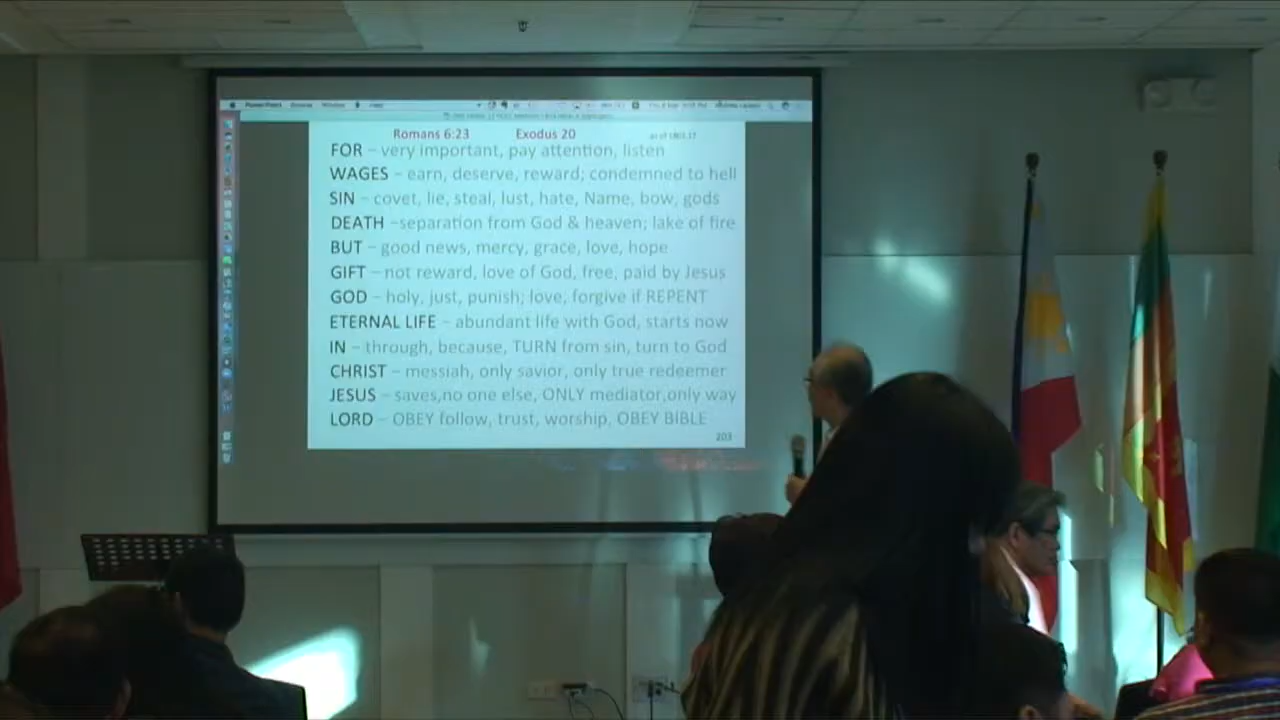 Romans 6:23 Exodus 20 as of 1801.17
FOR – very important, pay attention, listen
WAGES – earn, deserve, reward; condemned to hell
SIN – covet, lie, steal, lust, hate, Name, bow, gods
DEATH –separation from God & heaven; lake of fire
BUT – good news, mercy, grace, love, hope
GIFT – not reward, love of God, free, paid by Jesus
GOD – holy, just, punish; love, forgive if REPENT
ETERNAL LIFE – abundant life with God, starts now
IN – through, because, TURN from sin, turn to God
CHRIST – messiah, only savior, only true redeemer
JESUS – saves,no one else, ONLY mediator,only way
LORD – OBEY follow, trust, worship, OBEY BIBLE
203